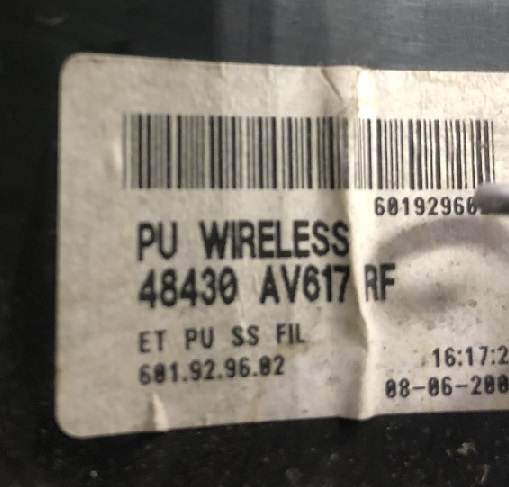 60192960
PU WIRELESS
48430 AV617 RF
ET PU SS FIL
601.92.96.02
16:17:2
08-06-200